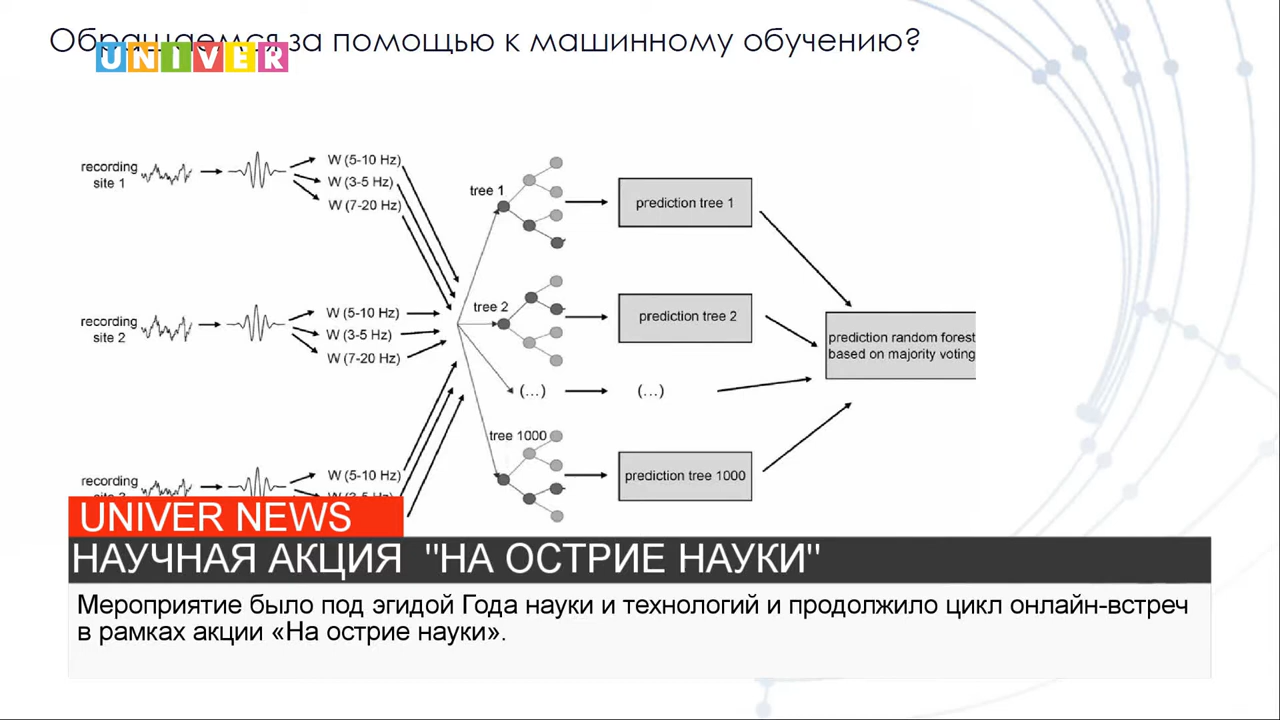 Обращаемся за помощью к машинному обучению?
UNIVER
recording
site 1
W (5-10 Hz)
W (3-5 Hz)
W (7-20 Hz)
tree 1
prediction tree 1
recording
site 2
W (5-10 Hz)
W (3-5 Hz)
W (7-20 Hz)
tree 2
prediction tree 2
prediction random forest
based on majority voting
(...)
(...)
tree 1000
prediction tree 1000
recording
W (5-10 Hz)
UNIVER NEWS
НАУЧНАЯ АКЦИЯ "НА ОСТРИЕ НАУКИ"
Мероприятие было под эгидой Года науки и технологий и продолжило цикл онлайн-встреч
в рамках акции «На острие науки».